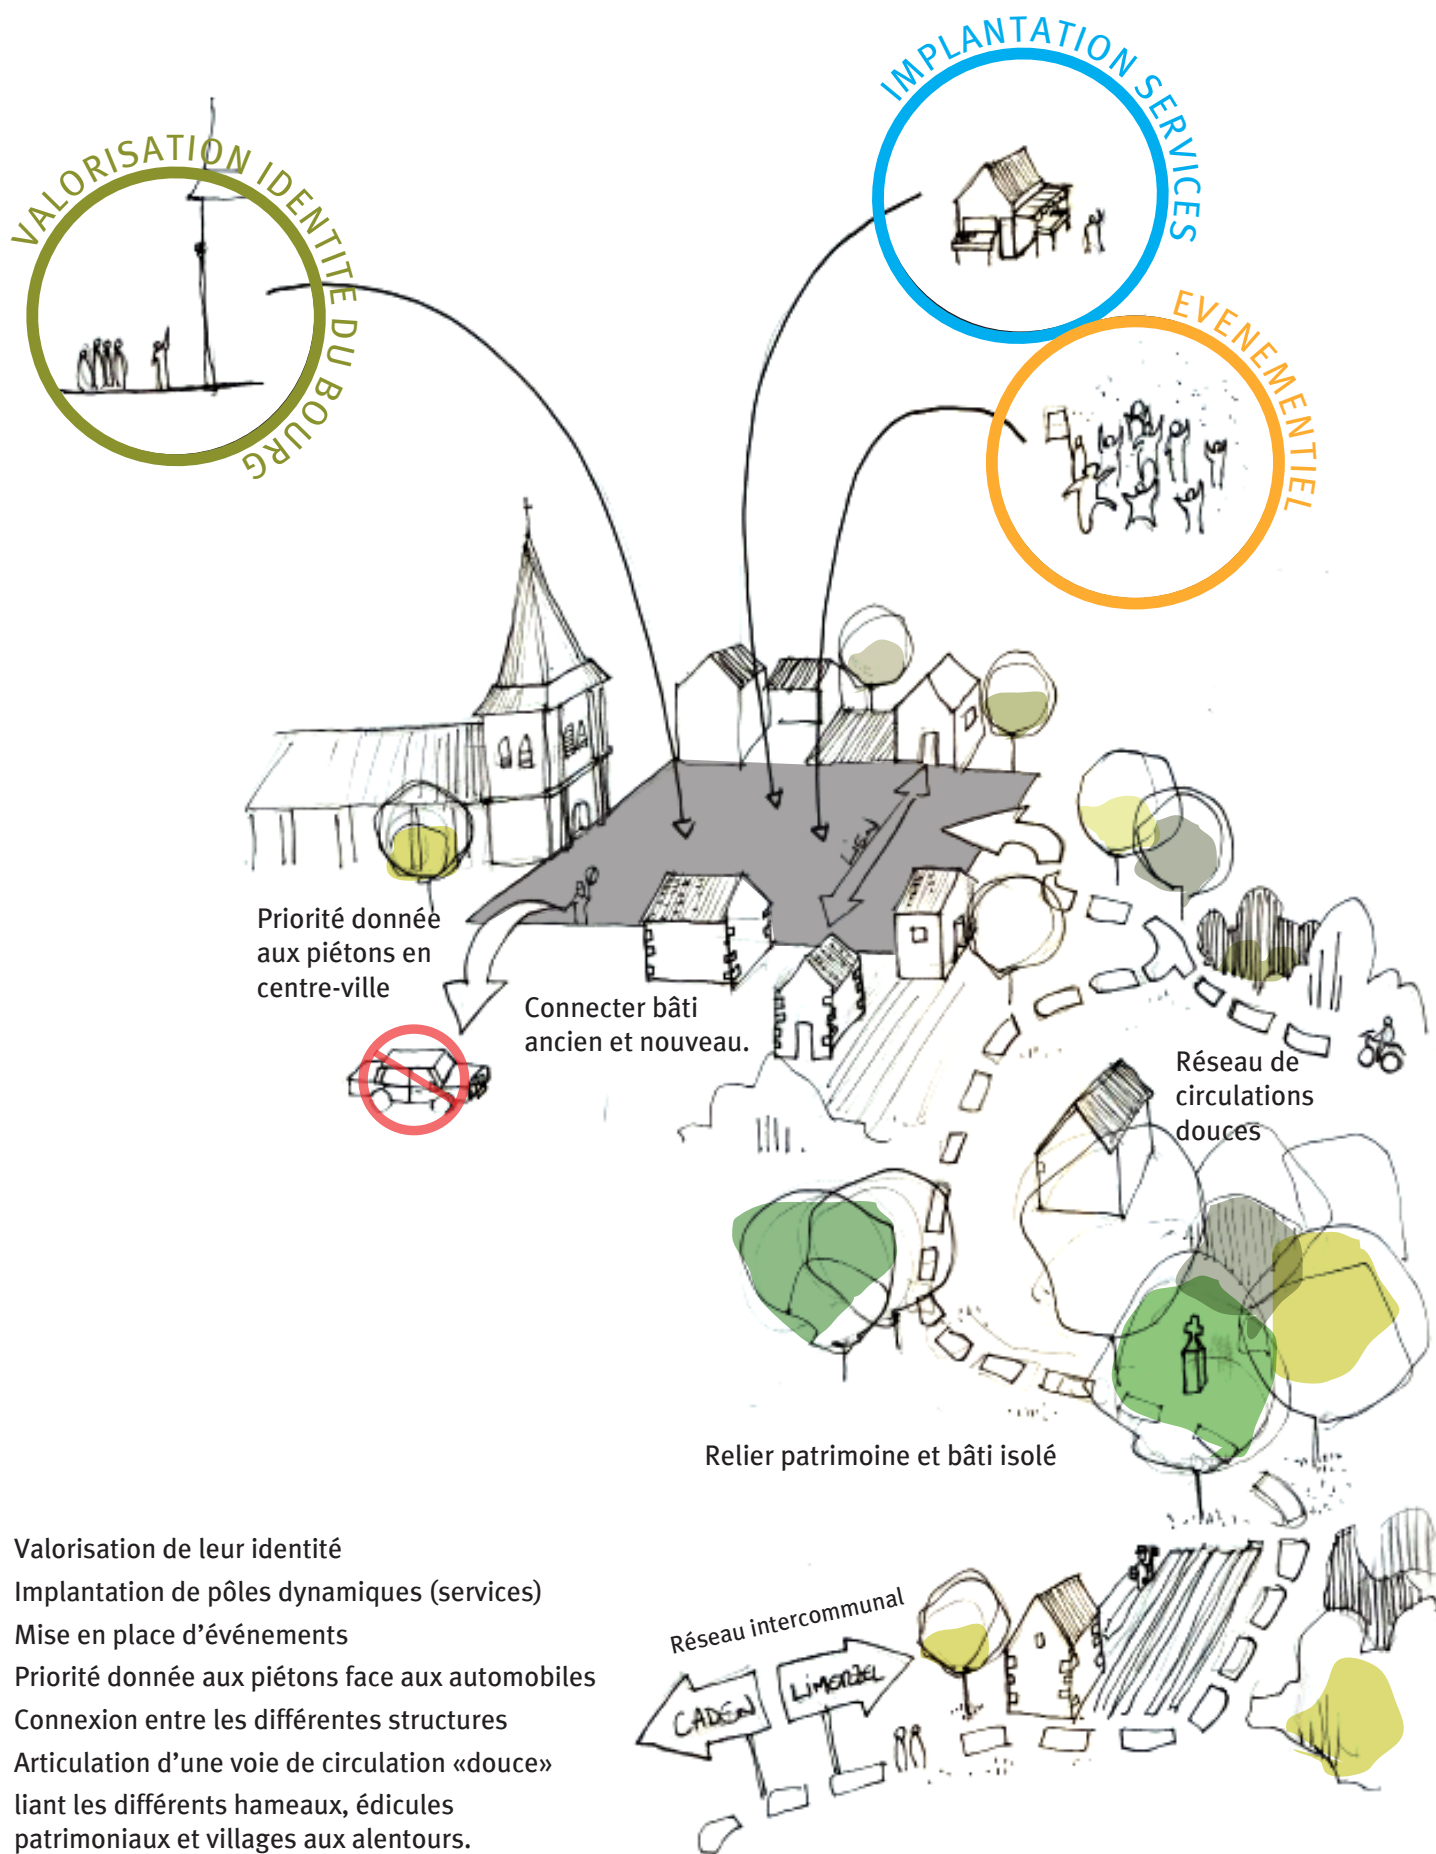 IMPLANTATION SERVICES
VALORISATION IDENTITE DU BOURG
EVENEMENTIEL
LIEN
Priorité donnée
aux piétons en
centre-ville
Connecter bâti
ancien et nouveau.
Réseau de
circulations
douces
Relier patrimoine et bâti isolé
Valorisation de leur identité
Implantation de pôles dynamiques (services)
Mise en place d’événements
Priorité donnée aux piétons face aux automobiles
Connexion entre les différentes structures
Articulation d’une voie de circulation «douce»
liant les différents hameaux, édicules
patrimoniaux et villages aux alentours.
Réseau intercommunal
LIMERZEL
CADEN